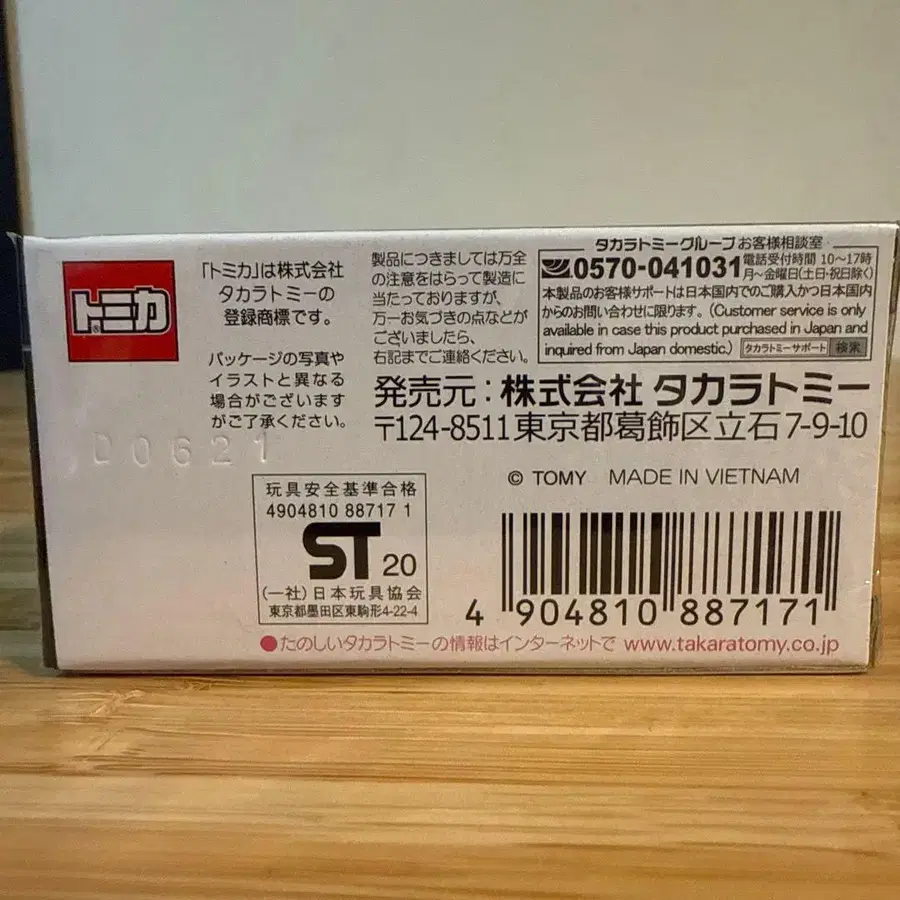 トミカ
®
「トミカ」は株式会社
タカラトミーの
登録商標です。
パッケージの写真や
イラストと異なる
場合がございます
がご了承ください。
製品につきましては万全
の注意をはらって製造に
当たっておりますが、
万一お気づきの点などが
ございましたら、
右記までご連絡ください。
タカラトミーグループ お客様相談室
0570-041031
電話受付時間 10〜17時
月〜金曜日(土日・祝日除く)
本製品のお客様サポートは日本国内でのご購入かつ日本国内
からのお問い合わせに限ります。(Customer service is only
available in case this product purchased in Japan and
inquired from Japan domestic.) タカラトミーサポート 検索
発売元:株式会社 タカラトミー
〒124-8511 東京都葛飾区立石7-9-10
D0621
© TOMY MADE IN VIETNAM
玩具安全基準合格
4904810 88717 1
ST 20
(一社)日本玩具協会
東京都墨田区東駒形4-22-4
4 904810 887171
●たのしいタカラトミーの情報はインターネットで www.takaratomy.co.jp